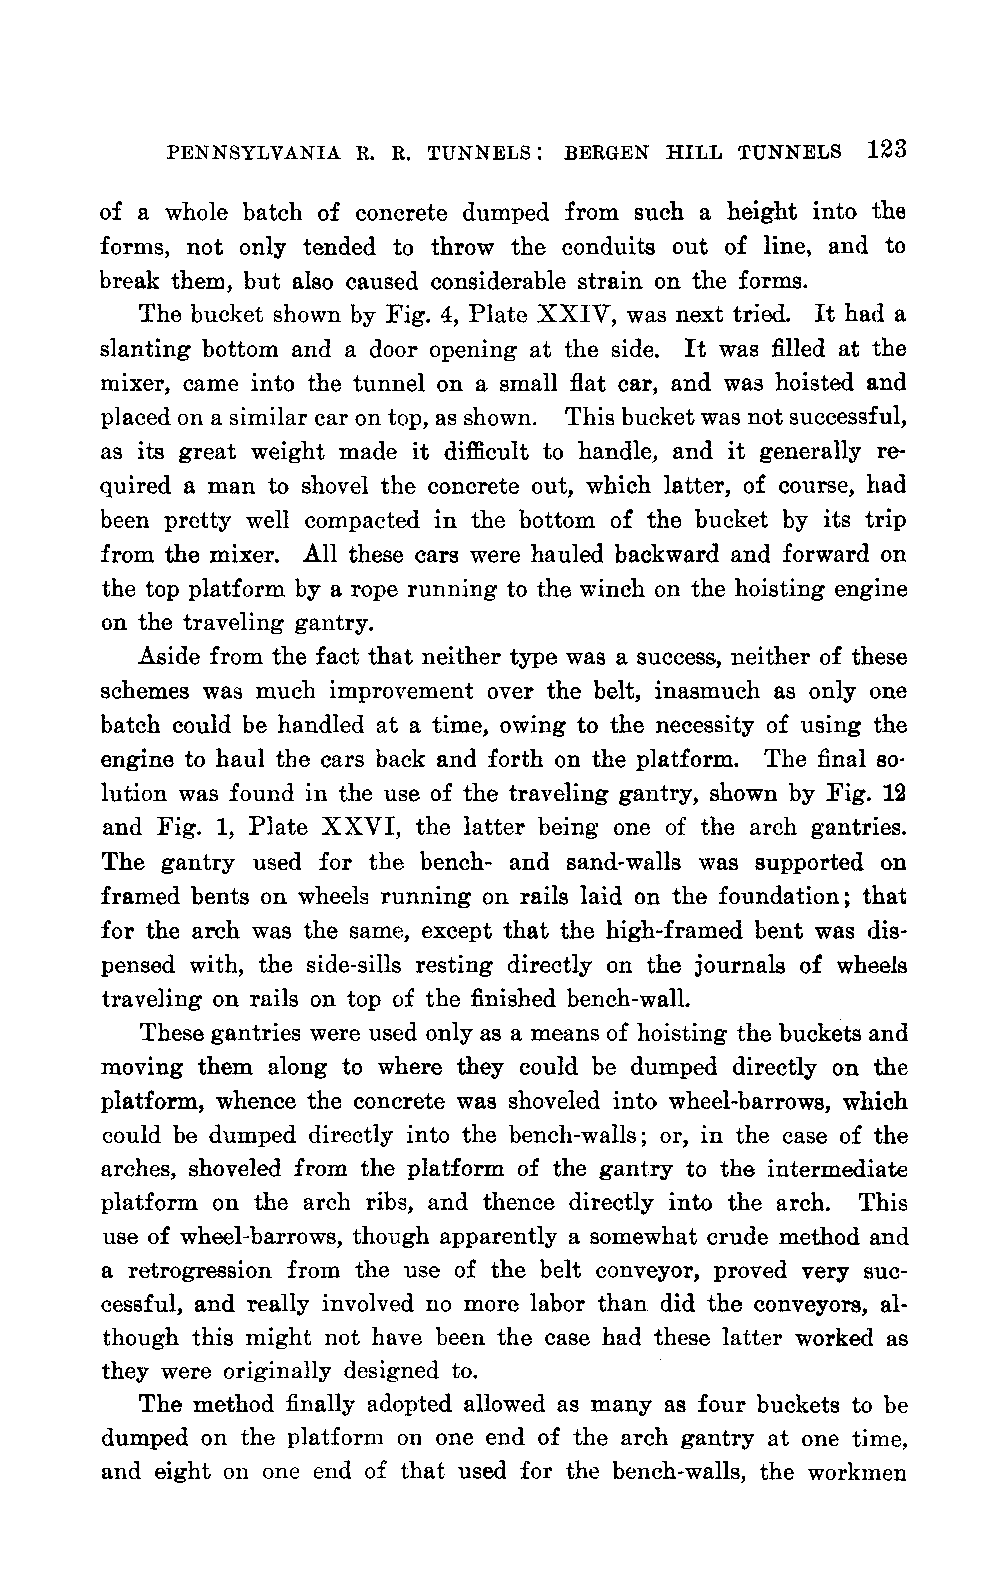 PENNSYLVANIA R. R. TUNNELS: BERGEN HILL TUNNELS 123
of a whole batch of concrete dumped from such a height into the
forms, not only tended to throw the conduits out of line, and to
break them, but also caused considerable strain on the forms.
The bucket shown by Fig. 4, Plate XXIV, was next tried. It had a
slanting bottom and a door opening at the side. It was filled at the
mixer, came into the tunnel on a small flat car, and was hoisted and
placed on a similar car on top, as shown. This bucket was not successful,
as its great weight made it difficult to handle, and it generally re-
quired a man to shovel the concrete out, which latter, of course, had
been pretty well compacted in the bottom of the bucket by its trip
from the mixer. All these cars were hauled backward and forward on
the top platform by a rope running to the winch on the hoisting engine
on the traveling gantry.
Aside from the fact that neither type was a success, neither of these
schemes was much improvement over the belt, inasmuch as only one
batch could be handled at a time, owing to the necessity of using the
engine to haul the cars back and forth on the platform. The final so-
lution was found in the use of the traveling gantry, shown by Fig. 12
and Fig. 1, Plate XXVI, the latter being one of the arch gantries.
The gantry used for the bench- and sand-walls was supported on
framed bents on wheels running on rails laid on the foundation; that
for the arch was the same, except that the high-framed bent was dis-
pensed with, the side-sills resting directly on the journals of wheels
traveling on rails on top of the finished bench-wall.
These gantries were used only as a means of hoisting the buckets and
moving them along to where they could be dumped directly on the
platform, whence the concrete was shoveled into wheel-barrows, which
could be dumped directly into the bench-walls; or, in the case of the
arches, shoveled from the platform of the gantry to the intermediate
platform on the arch ribs, and thence directly into the arch. This
use of wheel-barrows, though apparently a somewhat crude method and
a retrogression from the use of the belt conveyor, proved very suc-
cessful, and really involved no more labor than did the conveyors, al-
though this might not have been the case had these latter worked as
they were originally designed to.
The method finally adopted allowed as many as four buckets to be
dumped on the platform on one end of the arch gantry at one time,
and eight on one end of that used for the bench-walls, the workmen